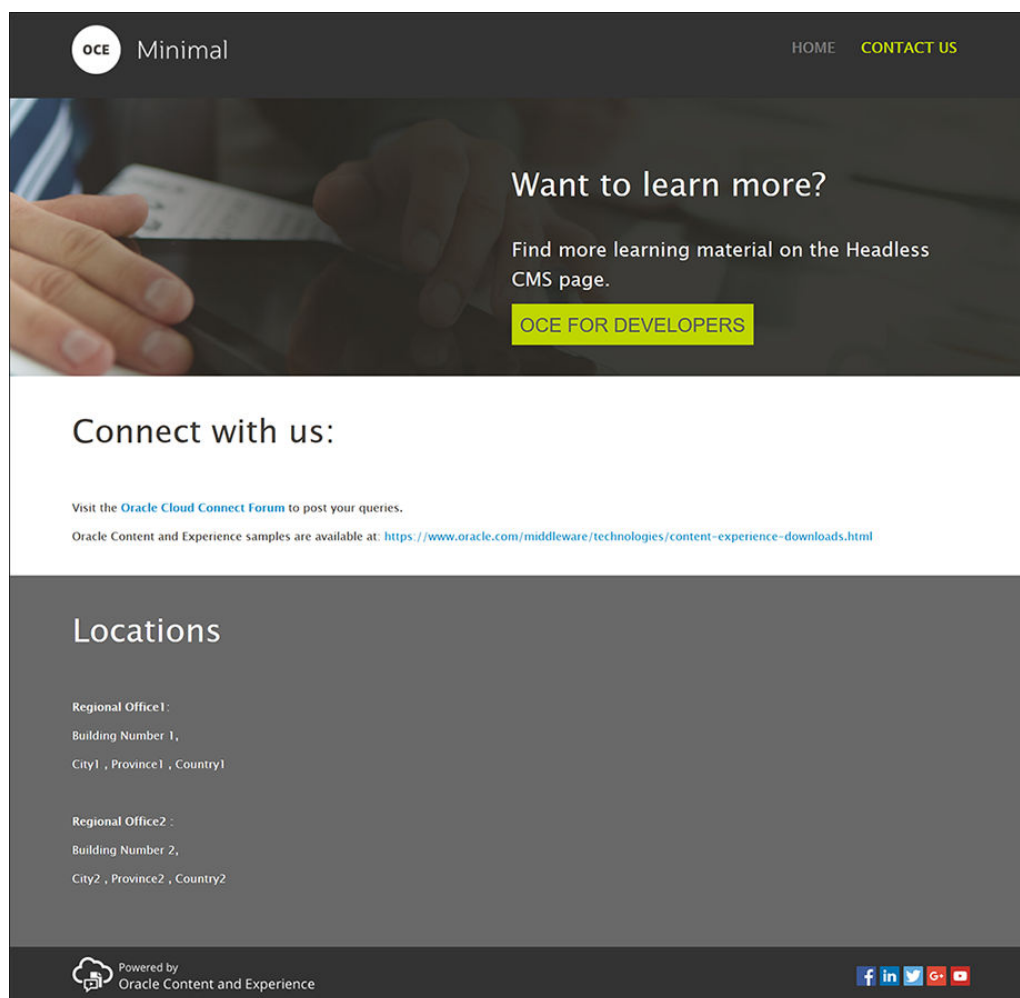 OCE Minimal
HOME CONTACT US
Want to learn more?
Find more learning material on the Headless
CMS page.
OCE FOR DEVELOPERS
Connect with us:
Visit the Oracle Cloud Connect Forum to post your queries.
Oracle Content and Experience samples are available at: https://www.oracle.com/middleware/technologies/content-experience-downloads.html
Locations
Regional Office1:
Building Number 1,
City1 , Province1 , Country1
Regional Office2 :
Building Number 2,
City2 , Province2 , Country2
Powered by
Oracle Content and Experience
f in G+